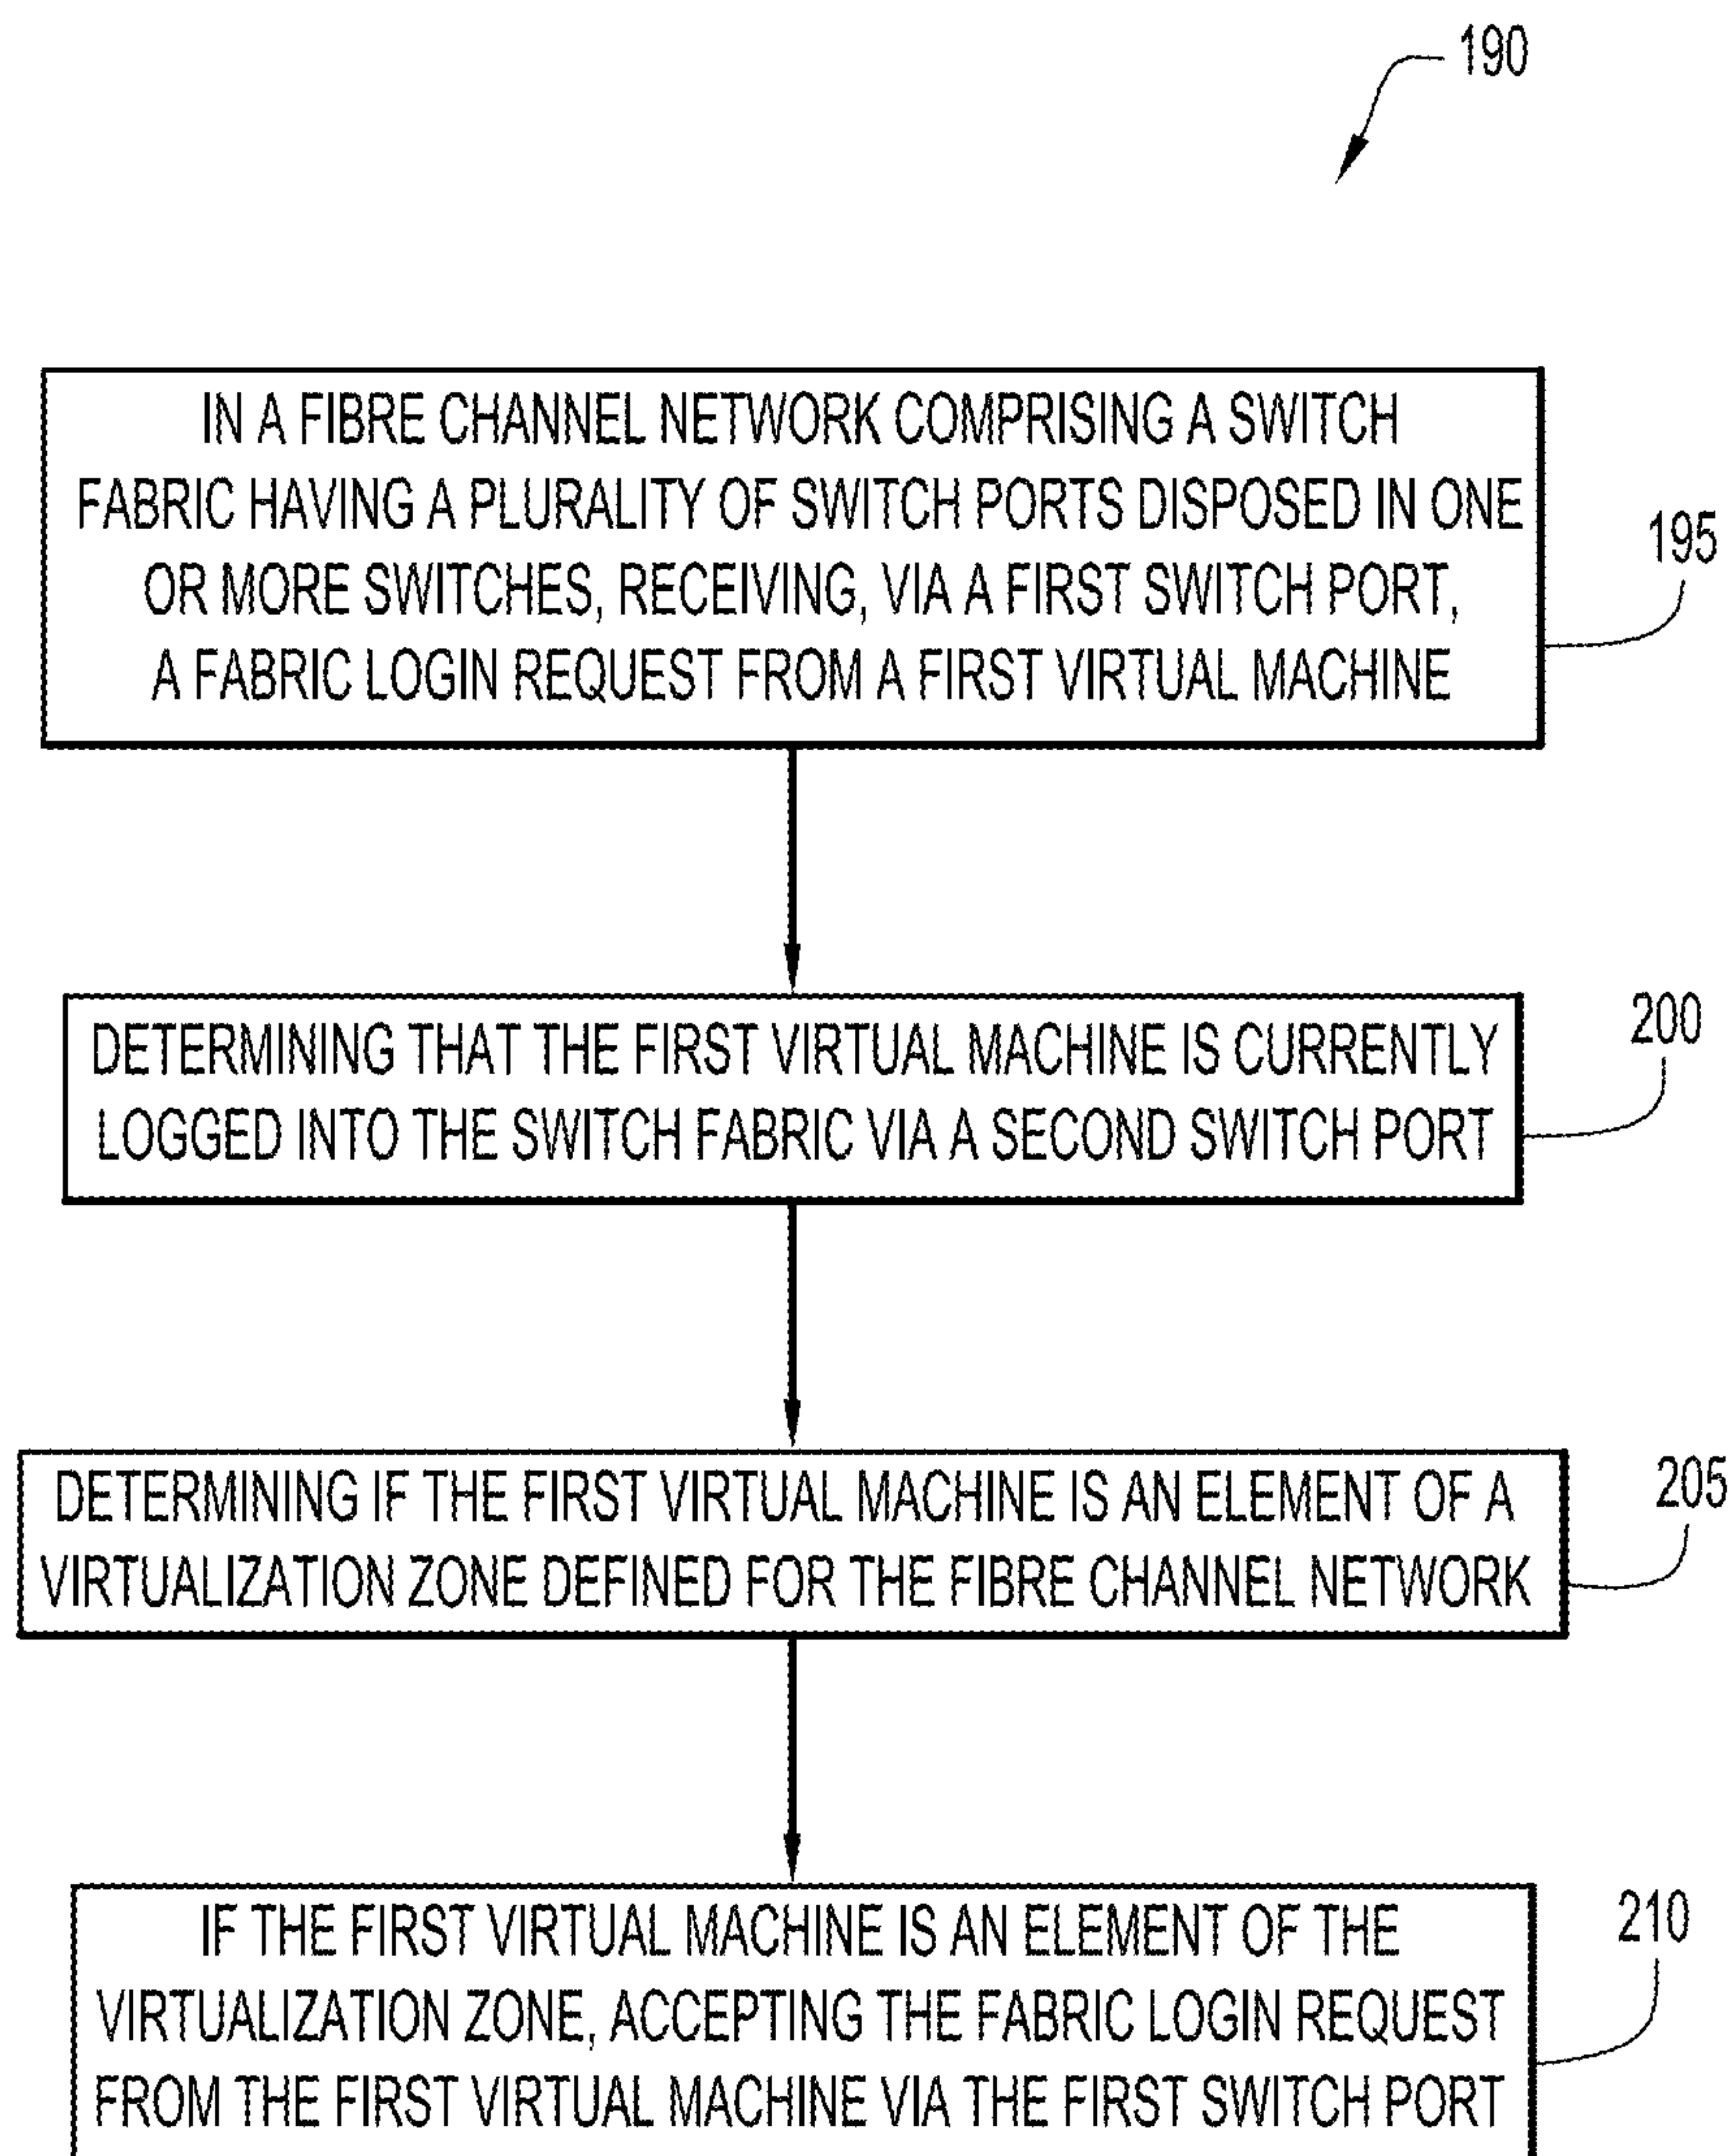 190
IN A FIBRE CHANNEL NETWORK COMPRISING A SWITCH
FABRIC HAVING A PLURALITY OF SWITCH PORTS DISPOSED IN ONE
OR MORE SWITCHES, RECEIVING, VIA A FIRST SWITCH PORT,
A FABRIC LOGIN REQUEST FROM A FIRST VIRTUAL MACHINE
195
DETERMINING THAT THE FIRST VIRTUAL MACHINE IS CURRENTLY
LOGGED INTO THE SWITCH FABRIC VIA A SECOND SWITCH PORT
200
DETERMINING IF THE FIRST VIRTUAL MACHINE IS AN ELEMENT OF A
VIRTUALIZATION ZONE DEFINED FOR THE FIBRE CHANNEL NETWORK
205
IF THE FIRST VIRTUAL MACHINE IS AN ELEMENT OF THE
VIRTUALIZATION ZONE, ACCEPTING THE FABRIC LOGIN REQUEST
FROM THE FIRST VIRTUAL MACHINE VIA THE FIRST SWITCH PORT
210